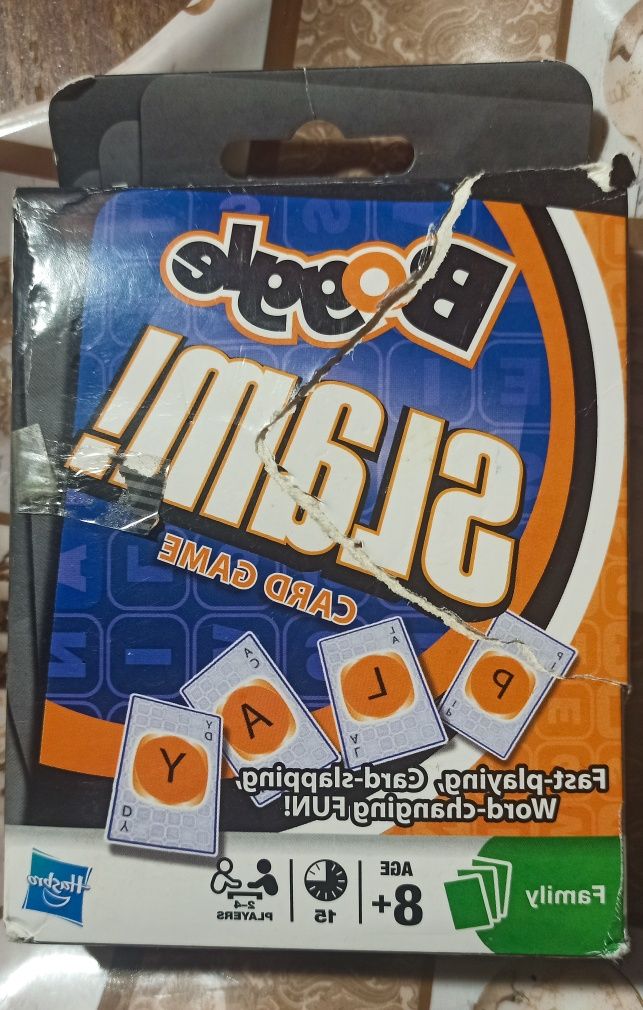 Boggle
SLaM!
CARD GAME
P L A Y
Fast-playing, Card-slapping,
Word-changing FUN!
Family
AGE
8+
15
2-4
PLAYERS
Hasbro